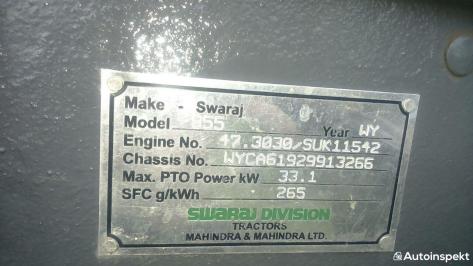 Make - Swaraj
Model 855 Year WY
Engine No. 47.3030/SUK11542
Chassis No. WYCA61929913266
Max. PTO Power kW 33.1
SFC g/kWh 265
SWARAJ DIVISION
TRACTORS
MAHINDRA & MAHINDRA LTD.
Autoinspekt